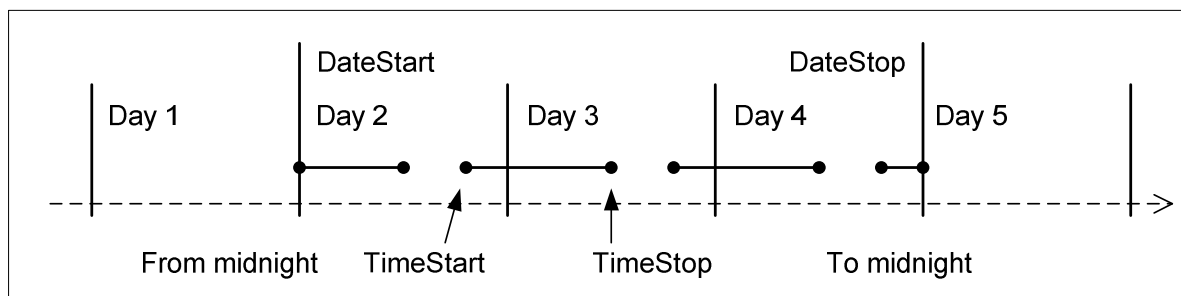 DateStart DateStop
Day 1 Day 2 Day 3 Day 4 Day 5
From midnight TimeStart TimeStop To midnight